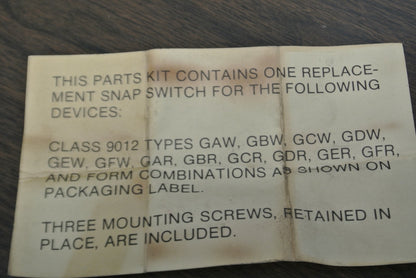 THIS PARTS KIT CONTAINS ONE REPLACE-
MENT SNAP SWITCH FOR THE FOLLOWING
DEVICES:
CLASS 9012 TYPES GAW, GBW, GCW, GDW,
GEW, GFW, GAR, GBR, GCR, GDR, GER, GFR,
AND FORM COMBINATIONS AS SHOWN ON
PACKAGING LABEL.
THREE MOUNTING SCREWS, RETAINED IN
PLACE, ARE INCLUDED.